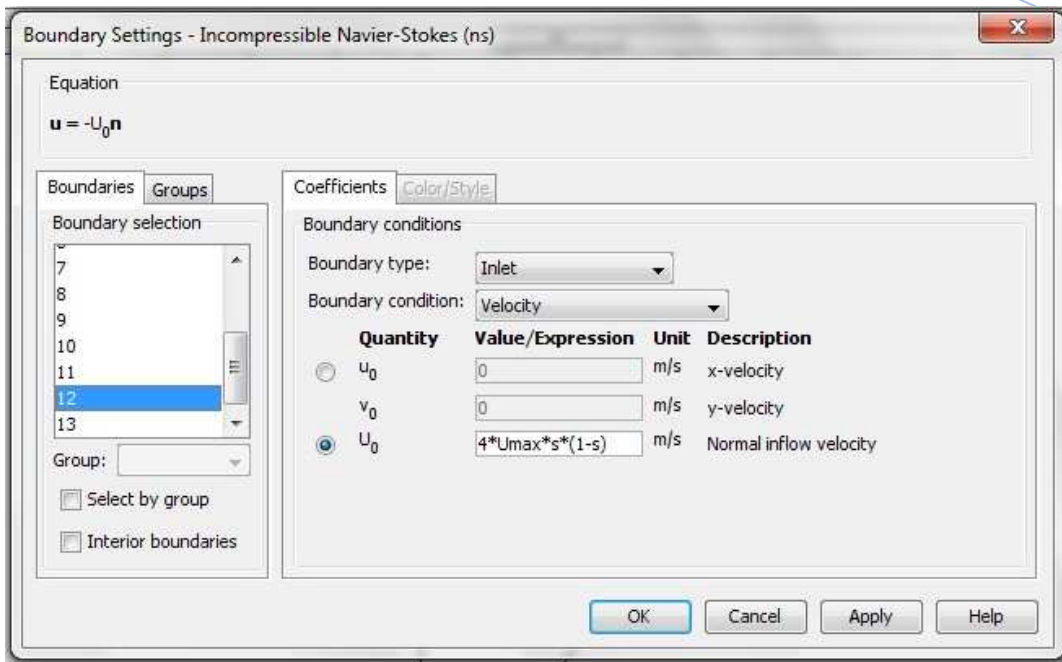 Boundary Settings - Incompressible Navier-Stokes (ns)
X
Equation
u = -U₀n
Boundaries Groups
Coefficients Color/Style
Boundary selection
7
8
9
10
11
12
13
Group:
Select by group
Interior boundaries
Boundary conditions
Boundary type: Inlet
Boundary condition: Velocity
Quantity Value/Expression Unit Description
u₀ 0 m/s x-velocity
v₀ 0 m/s y-velocity
U₀ 4*Umax*s*(1-s) m/s Normal inflow velocity
OK Cancel Apply Help